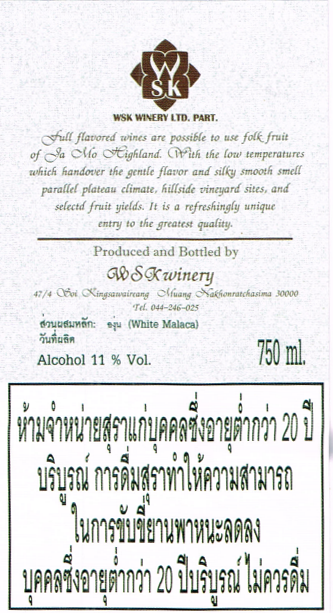 WSK
WSK WINERY LTD. PART.
Full flavored wines are possible to use folk fruit
of Ja Mo Highland. With the low temperatures
which handover the gentle flavor and silky smooth smell
parallel plateau climate, hillside vineyard sites, and
selectd fruit yields. It is a refreshingly unique
entry to the greatest quality.
Produced and Bottled by
WSKwinery
47/4 Soi Kingsawaireang Muang Nakhonratchasima 30000
Tel. 044-246-025
ส่วนผสมหลัก: องุ่น (White Malaca)
วันที่ผลิต
Alcohol 11 % Vol. 750 ml.
ห้ามจำหน่ายสุราแก่บุคคลซึ่งอายุต่ำกว่า 20 ปี
บริบูรณ์ การดื่มสุราทำให้ความสามารถ
ในการขับขี่ยานพาหนะลดลง
บุคคลซึ่งอายุต่ำกว่า 20 ปีบริบูรณ์ ไม่ควรดื่ม